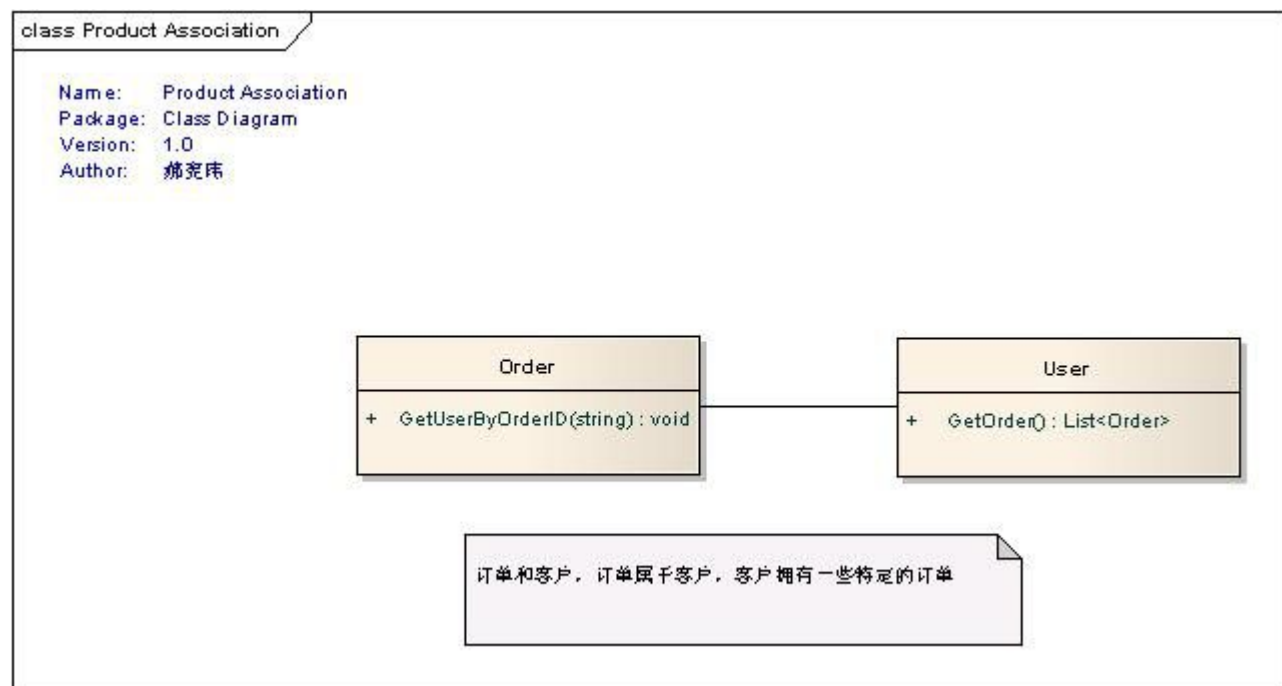 class Product Association
Name: Product Association
Package: Class Diagram
Version: 1.0
Author:
Order
+ GetUserByOrderID(string) : void
User
+ GetOrder() : List<Order>
订单和客户，订单属于客户，客户拥有一些特定的订单